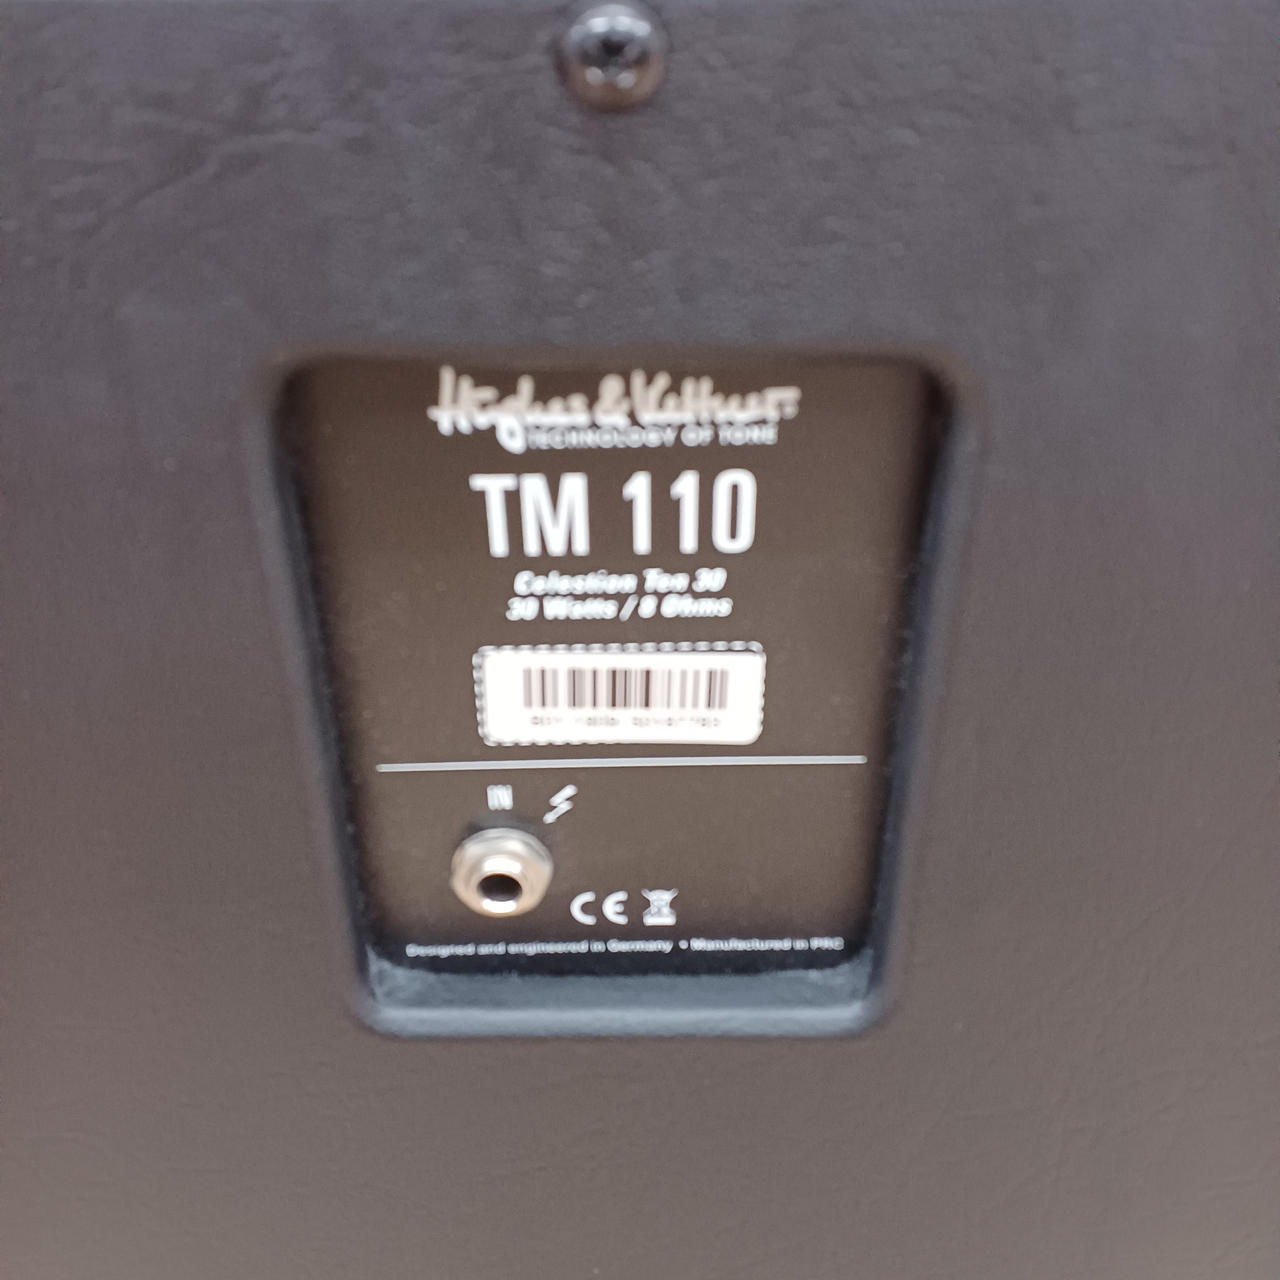 Hughes & Kettner
TECHNOLOGY OF TONE
TM 110
Celestion Ten 30
30 Watts / 8 Ohms
IN
CE
Designed and engineered in Germany • Manufactured in PRC